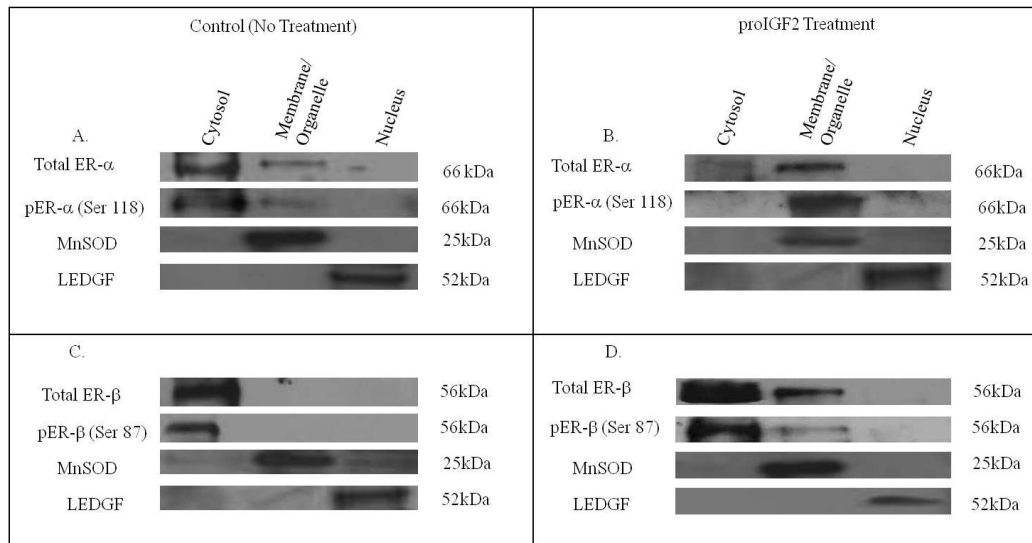 Control (No Treatment)
proIGF2 Treatment
A.
Cytosol
Membrane/
Organelle
Nucleus
Total ER-α
66 kDa
pER-α (Ser 118)
66kDa
MnSOD
25kDa
LEDGF
52kDa
B.
Cytosol
Membrane/
Organelle
Nucleus
Total ER-α
66kDa
pER-α (Ser 118)
66kDa
MnSOD
25kDa
LEDGF
52kDa
C.
Total ER-β
56kDa
pER-β (Ser 87)
56kDa
MnSOD
25kDa
LEDGF
52kDa
D.
Total ER-β
56kDa
pER-β (Ser 87)
56kDa
MnSOD
25kDa
LEDGF
52kDa